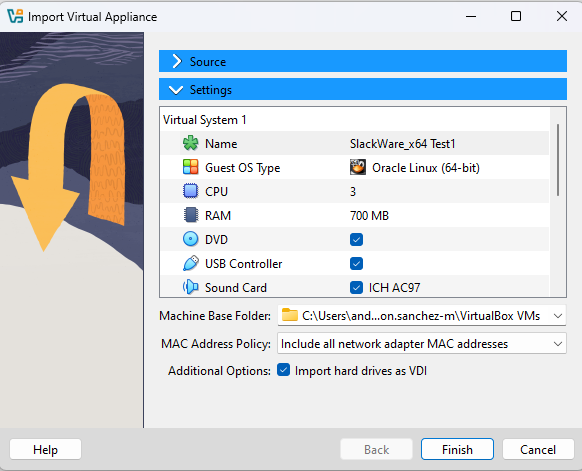 Import Virtual Appliance
Source
Settings
Virtual System 1
Name SlackWare_x64 Test1
Guest OS Type Oracle Linux (64-bit)
CPU 3
RAM 700 MB
DVD
USB Controller
Sound Card ICH AC97
Machine Base Folder: C:\Users\and...on.sanchez-m\VirtualBox VMs
MAC Address Policy: Include all network adapter MAC addresses
Additional Options: Import hard drives as VDI
Help Back Finish Cancel